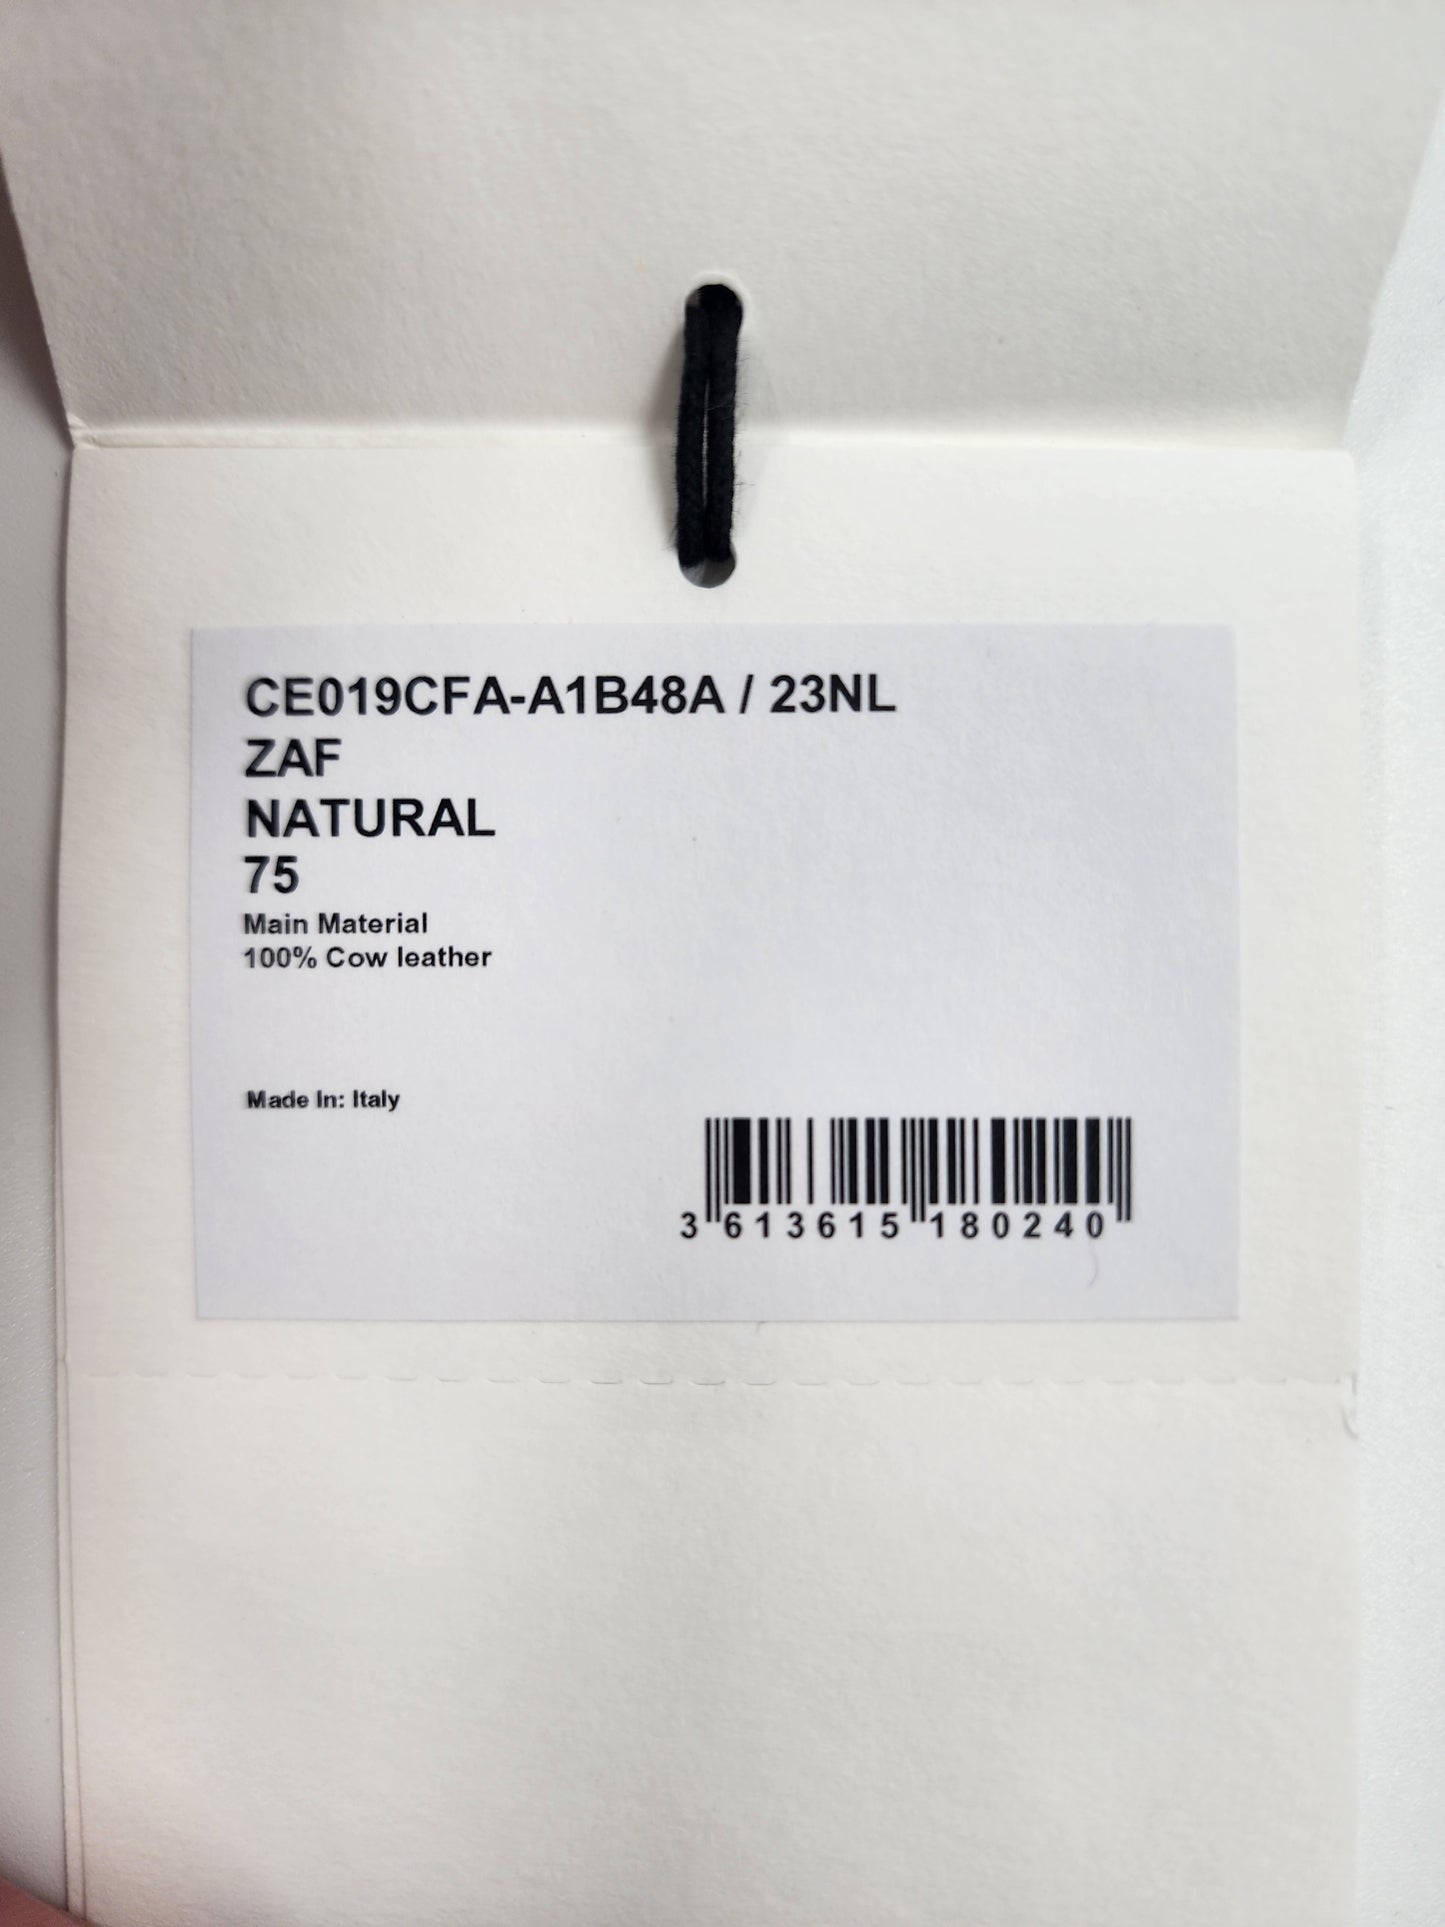 CE019CFA-A1B48A / 23NL
ZAF
NATURAL
75
Main Material
100% Cow leather
Made In: Italy
3 613615 180240